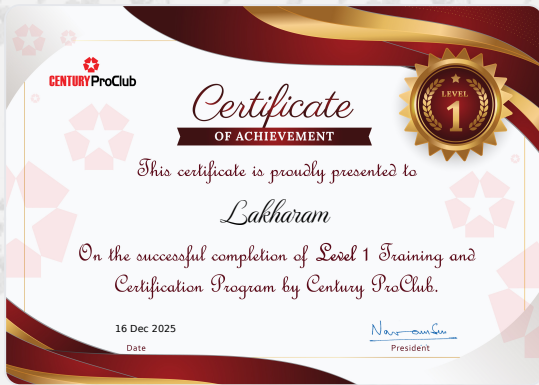 CENTURY ProClub
Certificate
OF ACHIEVEMENT
LEVEL
1
This certificate is proudly presented to
Lakharam
On the successful completion of Level 1 Training and
Certification Program by Century ProClub.
16 Dec 2025
Date
President